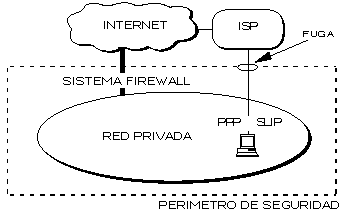 INTERNET
ISP
FUGA
SISTEMA FIREWALL
PPP SLIP
RED PRIVADA
PERIMETRO DE SEGURIDAD